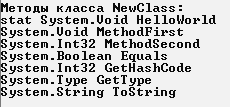 Методы класса NewClass:
stat System.Void HelloWorld
System.Void MethodFirst
System.Int32 MethodSecond
System.Boolean Equals
System.Int32 GetHashCode
System.Type GetType
System.String ToString